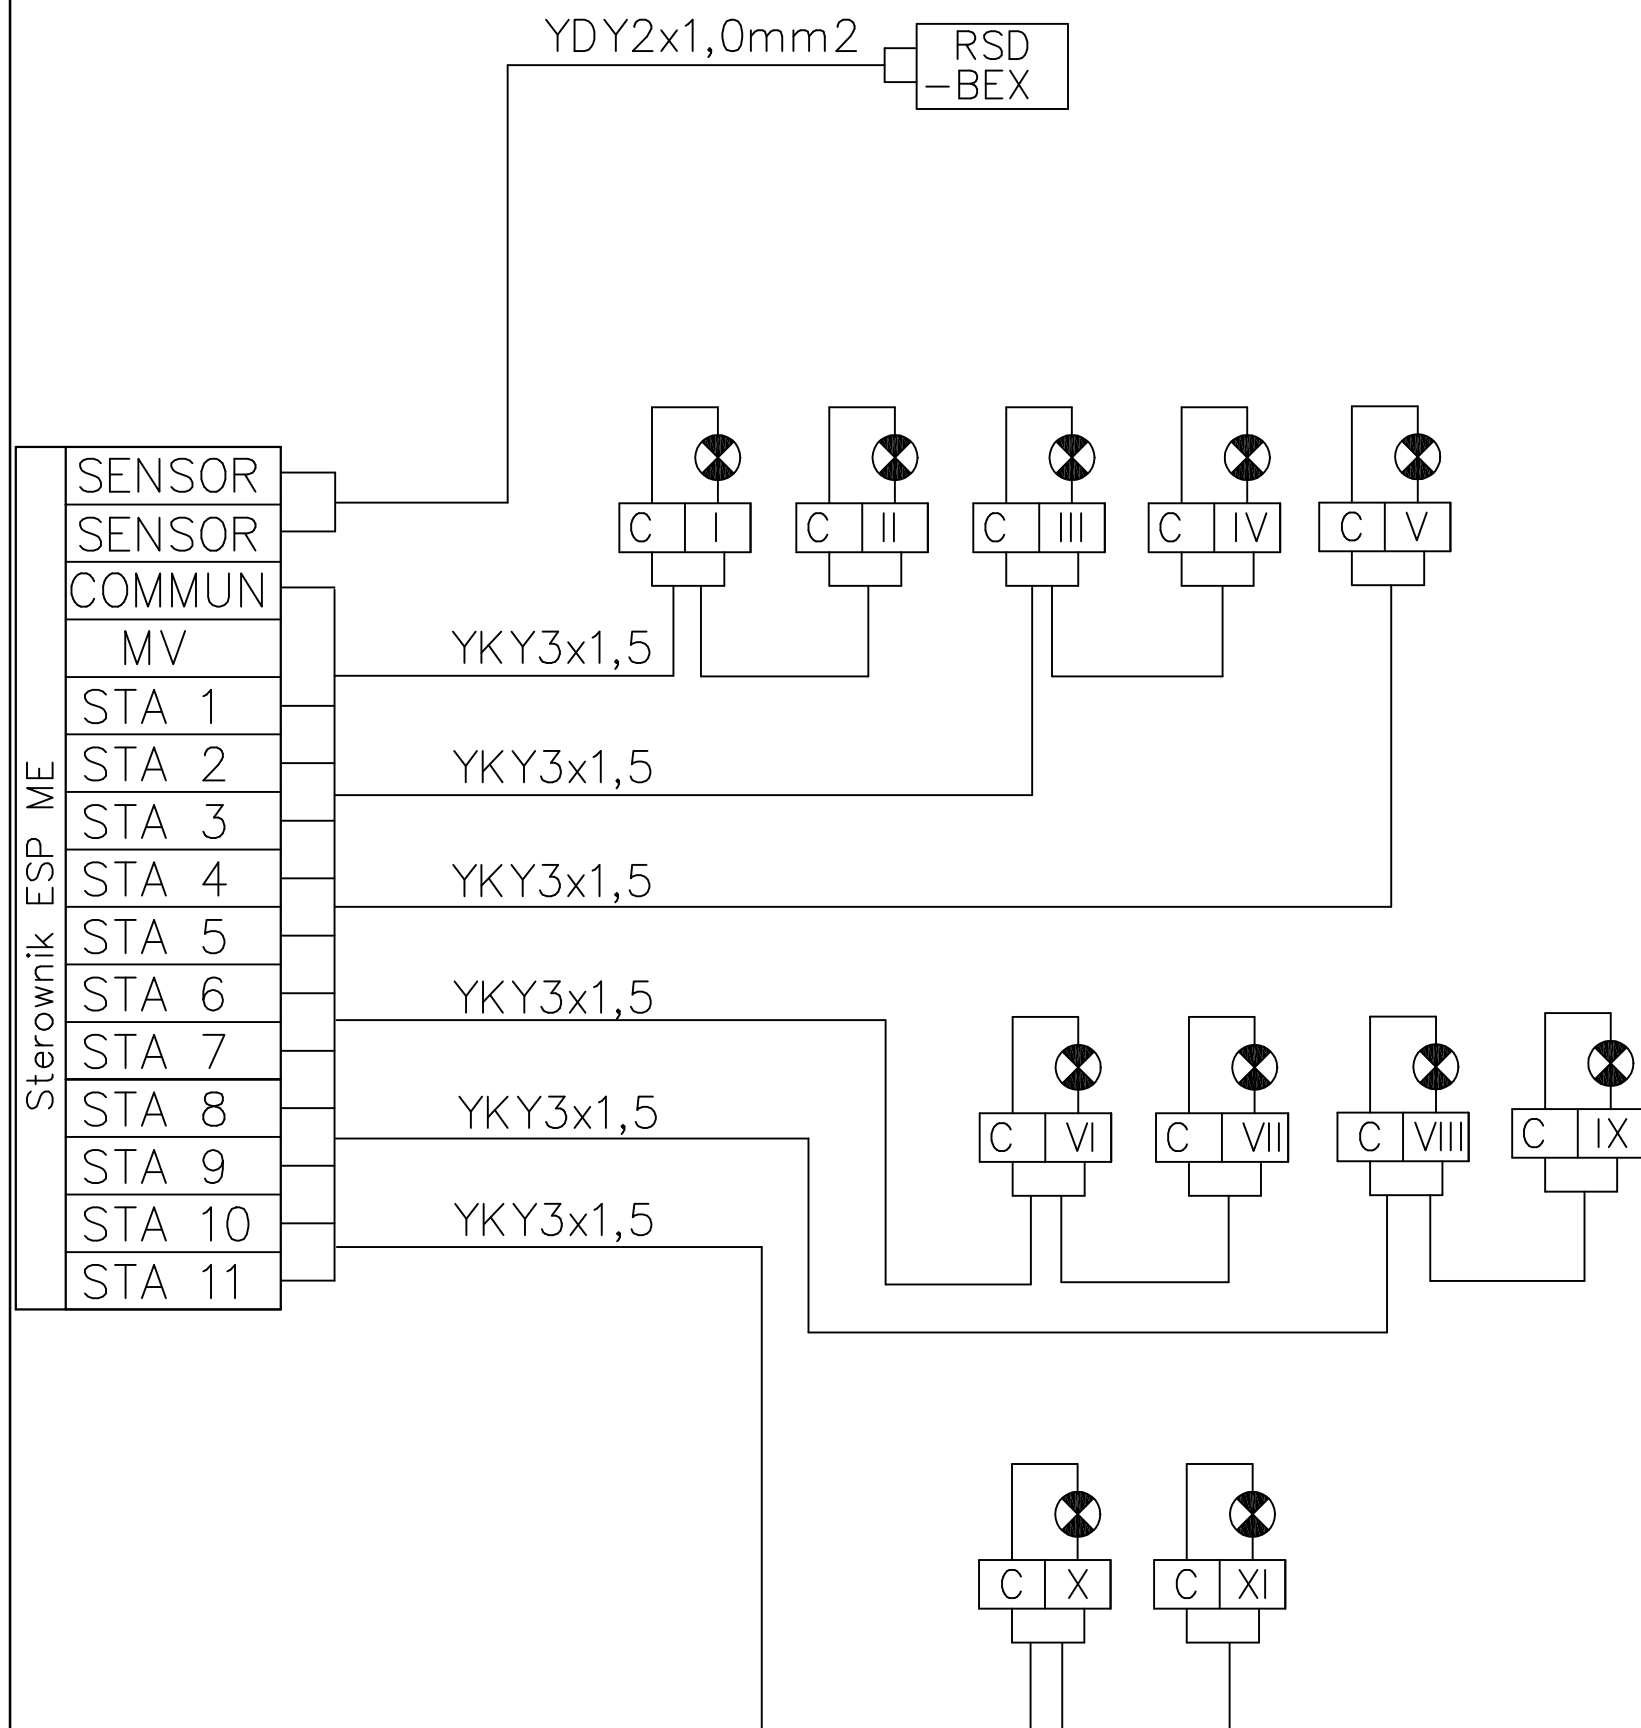 YDY2x1,0mm2
RSD
-BEX
SENSOR
SENSOR
COMMUN
MV
STA 1
STA 2
STA 3
STA 4
STA 5
STA 6
STA 7
STA 8
STA 9
STA 10
STA 11
Sterownik ESP ME
C I
C II
C III
C IV
C V
YKY3x1,5
YKY3x1,5
YKY3x1,5
YKY3x1,5
YKY3x1,5
YKY3x1,5
C VI
C VII
C VIII
C IX
C X
C XI